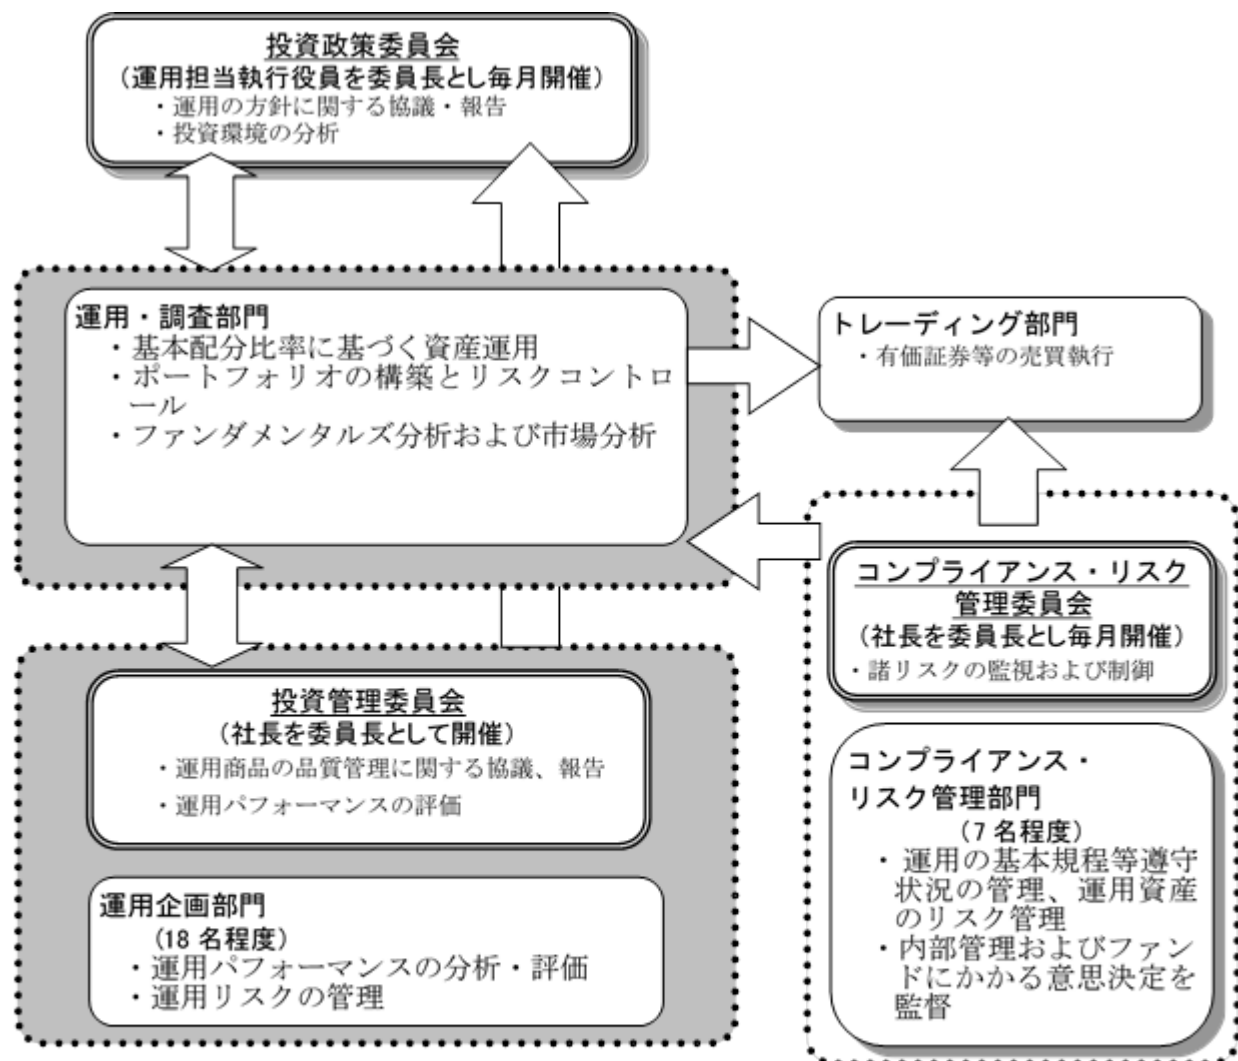 投資政策委員会
（運用担当執行役員を委員長とし毎月開催）
・運用の方針に関する協議・報告
・投資環境の分析
運用・調査部門
・基本配分比率に基づく資産運用
・ポートフォリオの構築とリスクコントロ
ール
・ファンダメンタルズ分析および市場分析
トレーディング部門
・有価証券等の売買執行
コンプライアンス・リスク
管理委員会
（社長を委員長とし毎月開催）
・諸リスクの監視および制御
投資管理委員会
（社長を委員長として開催）
・運用商品の品質管理に関する協議、報告
・運用パフォーマンスの評価
運用企画部門
（18 名程度）
・運用パフォーマンスの分析・評価
・運用リスクの管理
コンプライアンス・
リスク管理部門
（7 名程度）
・運用の基本規程等遵守
状況の管理、運用資産
のリスク管理
・内部管理およびファン
ドにかかる意思決定を
監督